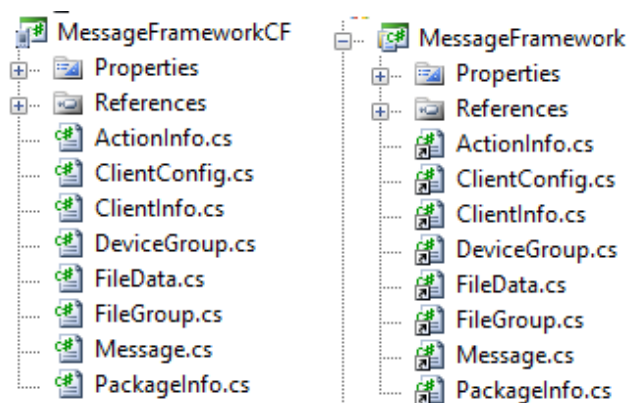 MessageFrameworkCF
Properties
References
ActionInfo.cs
ClientConfig.cs
ClientInfo.cs
DeviceGroup.cs
FileData.cs
FileGroup.cs
Message.cs
PackageInfo.cs
MessageFramework
Properties
References
ActionInfo.cs
ClientConfig.cs
ClientInfo.cs
DeviceGroup.cs
FileData.cs
FileGroup.cs
Message.cs
PackageInfo.cs